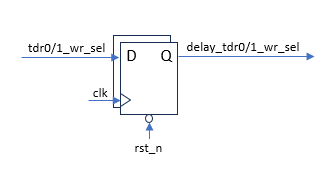 tdr0/1_wr_sel
delay_tdr0/1_wr_sel
D
Q
clk
rst_n